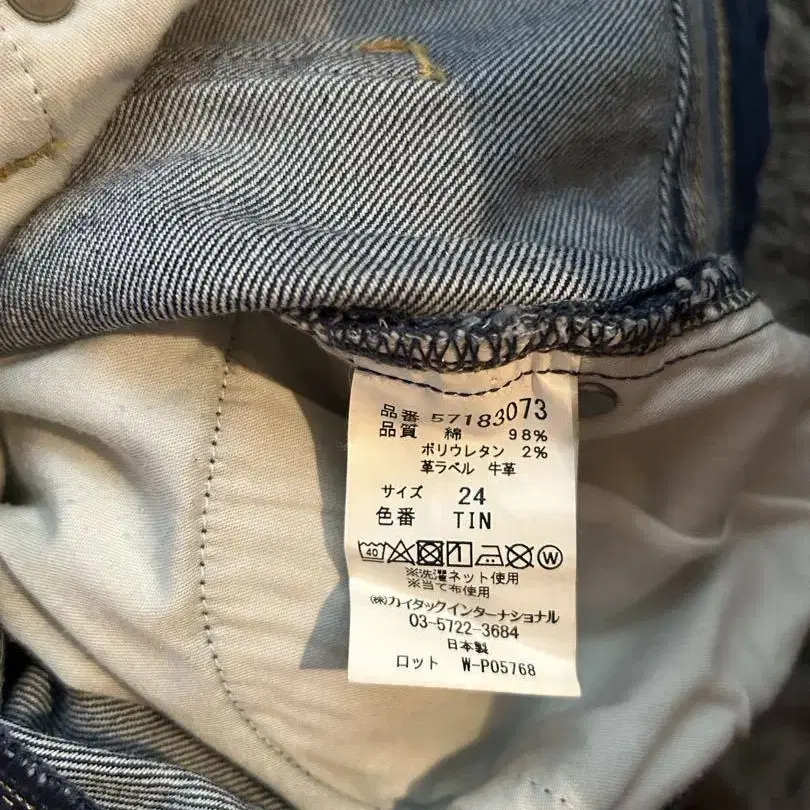 品番 57183073
品質 綿 98%
ポリウレタン 2%
革ラベル 牛革
サイズ 24
色番 TIN
40 W
※洗濯ネット使用
※当て布使用
(株)カイタックインターナショナル
03-5722-3684
日本製
ロット W-P05768